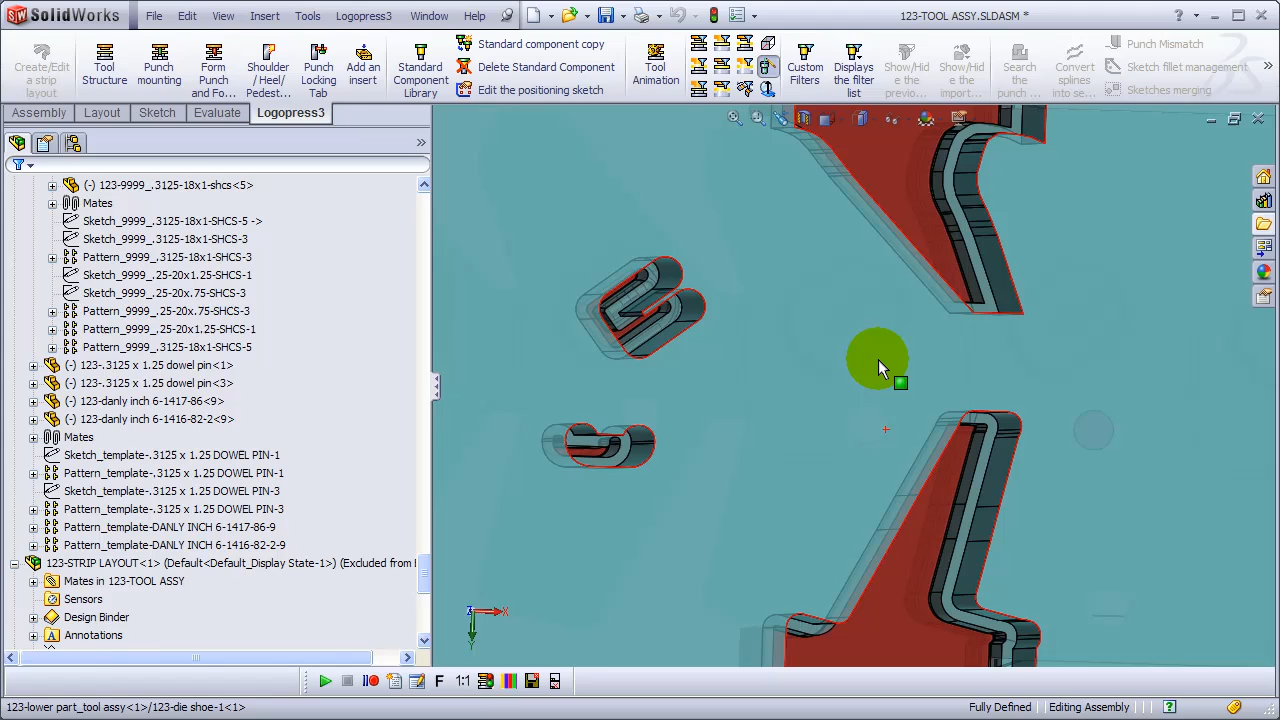 SolidWorks File Edit View Insert Tools Logopress3 Window Help 123-TOOL ASSY.SLDASM *
Create/Edit a strip layout
Tool Structure
Punch mounting
Form Punch and Fo...
Shoulder / Heel/ Pedest...
Punch Locking Tab
Add an insert
Standard Component Library
Standard component copy
Delete Standard Component
Edit the positioning sketch
Tool Animation
Custom Filters
Displays the filter list
Show/Hid e the previo...
Show/Hid e the import...
Search the punch ...
Convert splines into se...
Punch Mismatch
Sketch fillet management
Sketches merging
Assembly Layout Sketch Evaluate Logopress3
(-) 123-9999_.3125-18x1-shcs<5>
Mates
Sketch_9999_.3125-18x1-SHCS-5 ->
Sketch_9999_.3125-18x1-SHCS-3
Pattern_9999_.3125-18x1-SHCS-3
Sketch_9999_.25-20x1.25-SHCS-1
Sketch_9999_.25-20x.75-SHCS-3
Pattern_9999_.25-20x.75-SHCS-3
Pattern_9999_.25-20x1.25-SHCS-1
Pattern_9999_.3125-18x1-SHCS-5
(-) 123-.3125 x 1.25 dowel pin<1>
(-) 123-.3125 x 1.25 dowel pin<3>
(-) 123-danly inch 6-1417-86<9>
(-) 123-danly inch 6-1416-82-2<9>
Mates
Sketch_template-.3125 x 1.25 DOWEL PIN-1
Pattern_template-.3125 x 1.25 DOWEL PIN-1
Sketch_template-.3125 x 1.25 DOWEL PIN-3
Pattern_template-.3125 x 1.25 DOWEL PIN-3
Pattern_template-DANLY INCH 6-1417-86-9
Pattern_template-DANLY INCH 6-1416-82-2-9
123-STRIP LAYOUT<1> (Default<Default_Display State-1>) (Excluded from
Mates in 123-TOOL ASSY
Sensors
Design Binder
Annotations
Z X
Y
F 1:1
123-lower part_tool assy<1>/123-die shoe-1<1> Fully Defined Editing Assembly